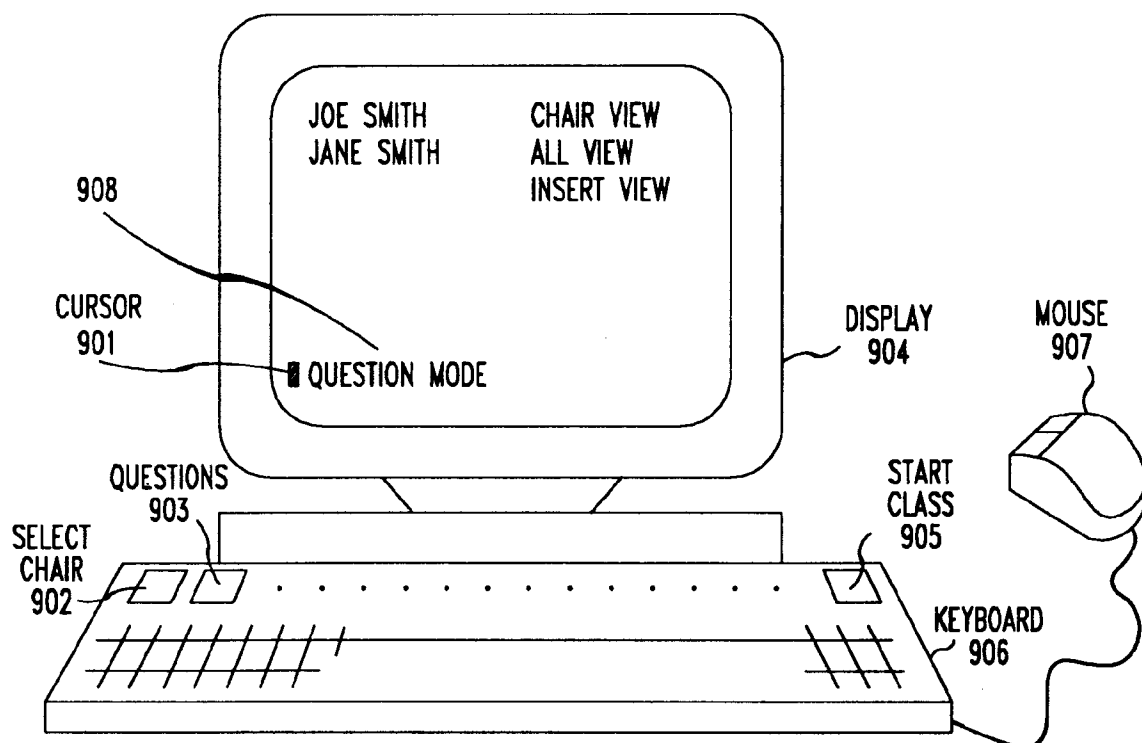 JOE SMITH
CHAIR VIEW
JANE SMITH
ALL VIEW
INSERT VIEW
908
CURSOR
901
QUESTION MODE
DISPLAY
904
MOUSE
907
QUESTIONS
903
START
CLASS
905
SELECT
CHAIR
902
KEYBOARD
906